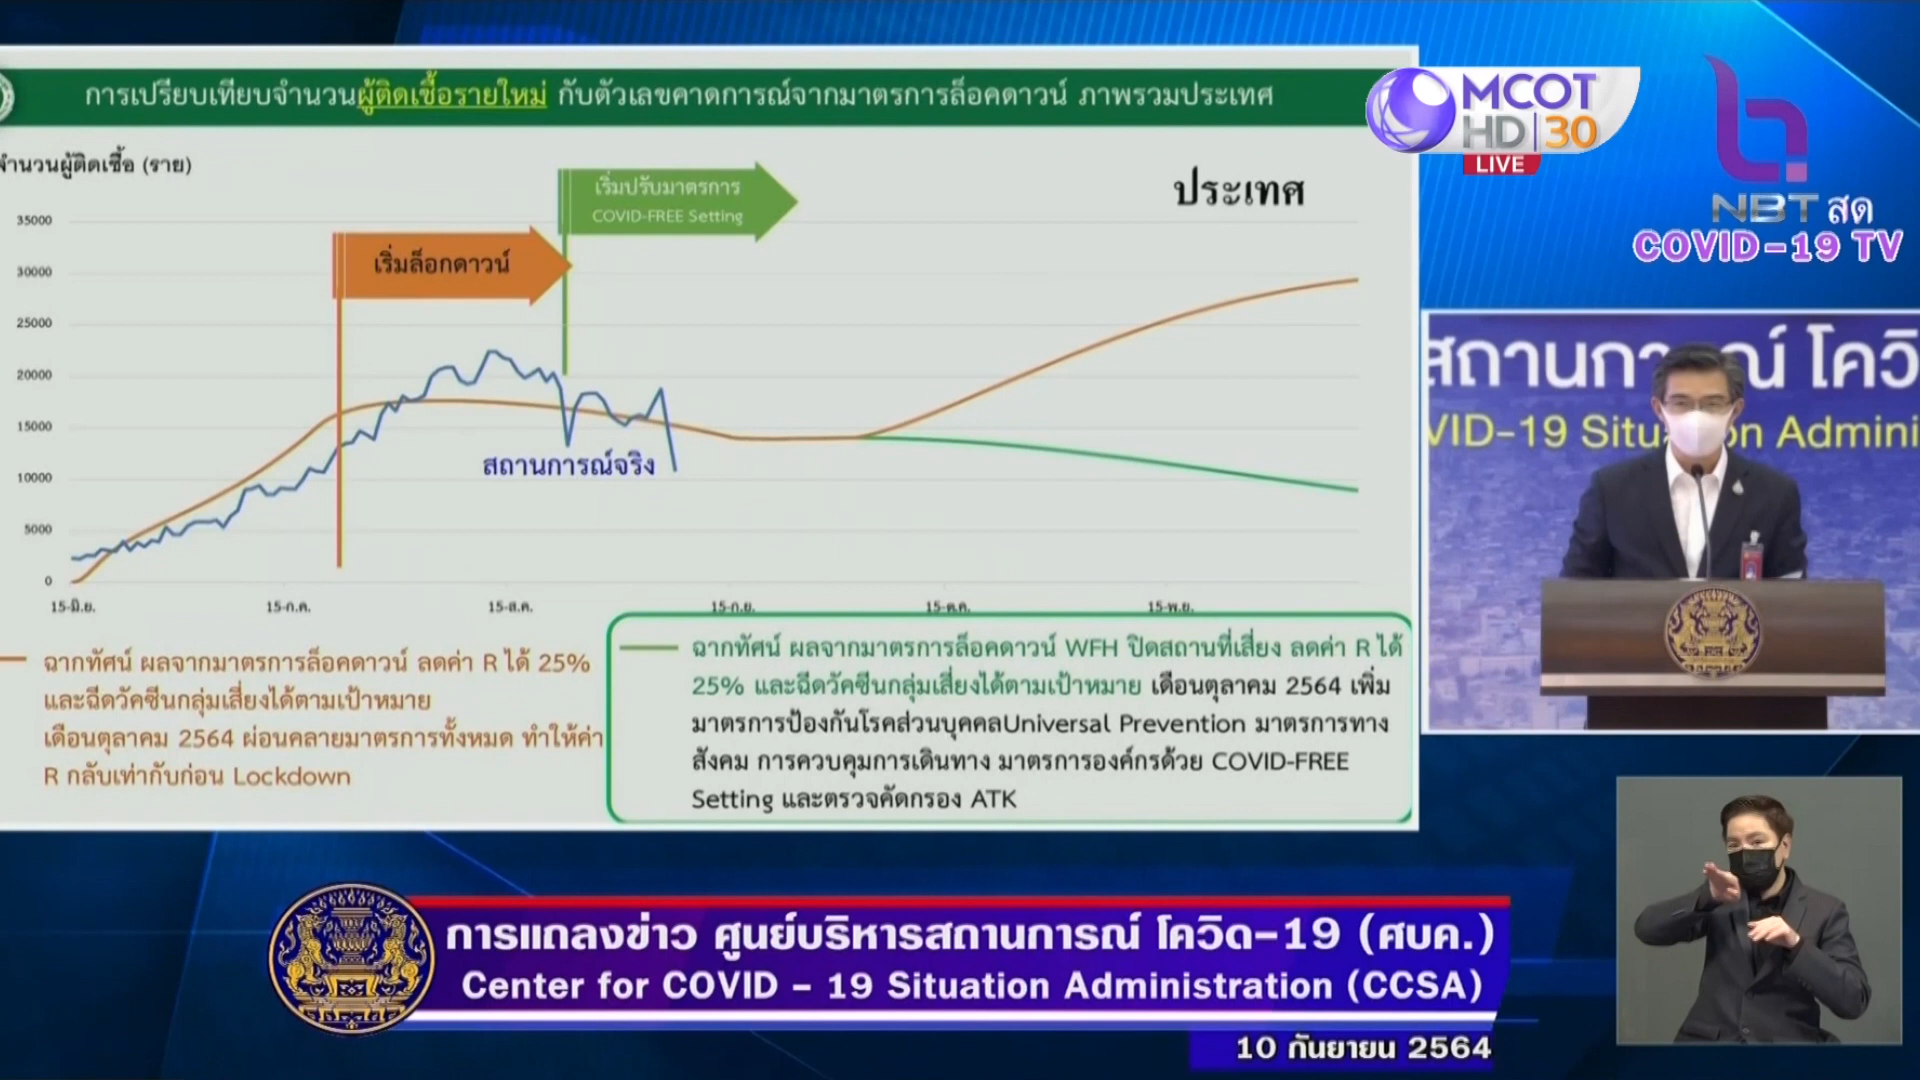 การเปรียบเทียบจำนวนผู้ติดเชื้อรายใหม่ กับตัวเลขคาดการณ์จากมาตรการล็อคดาวน์ ภาพรวมประเทศ
MCOT
HD 30
LIVE
NBT สด
COVID-19 TV
จำนวนผู้ติดเชื้อ (ราย)
ประเทศ
เริ่มปรับมาตรการ
COVID-FREE Setting
เริ่มล็อกดาวน์
35000
30000
25000
20000
15000
10000
5000
0
สถานการณ์จริง
15-มิ.ย.
15-ก.ค.
15-ส.ค.
15-ก.ย.
15-ต.ค.
15-พ.ย.
ฉากทัศน์ ผลจากมาตรการล็อคดาวน์ ลดค่า R ได้ 25%
และฉีดวัคซีนกลุ่มเสี่ยงได้ตามเป้าหมาย
เดือนตุลาคม 2564 ผ่อนคลายมาตรการทั้งหมด ทำให้ค่า
R กลับเท่ากับก่อน Lockdown
ฉากทัศน์ ผลจากมาตรการล็อคดาวน์ WFH ปิดสถานที่เสี่ยง ลดค่า R ได้
25% และฉีดวัคซีนกลุ่มเสี่ยงได้ตามเป้าหมาย เดือนตุลาคม 2564 เพิ่ม
มาตรการป้องกันโรคส่วนบุคคลUniversal Prevention มาตรการทาง
สังคม การควบคุมการเดินทาง มาตรการองค์กรด้วย COVID-FREE
Setting และตรวจคัดกรอง ATK
สถานการณ์ โควิ
VID-19 Situ n Admini
การแถลงข่าว ศูนย์บริหารสถานการณ์ โควิด-19 (ศบค.)
Center for COVID - 19 Situation Administration (CCSA)
10 กันยายน 2564